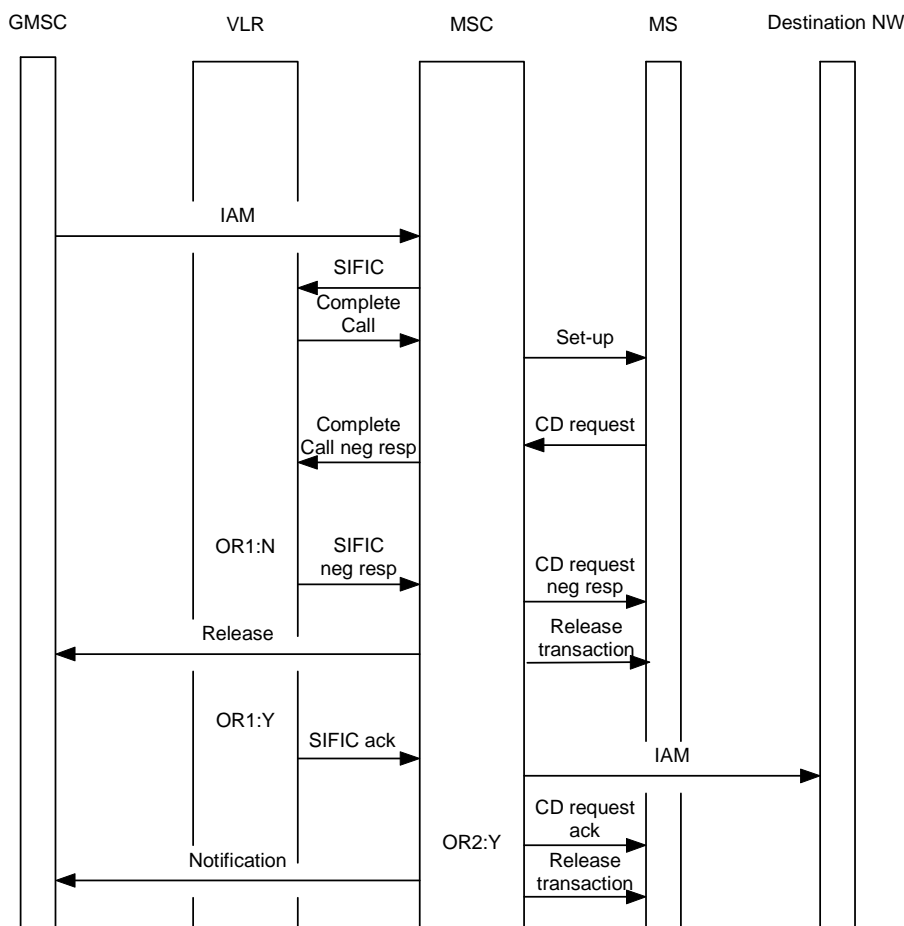 GMSC VLR MSC MS Destination NW
IAM
SIFIC
Complete
Call
Set-up
Complete
Call neg resp
CD request
OR1:N
SIFIC
neg resp
CD request
neg resp
Release
Release
transaction
OR1:Y
SIFIC ack
IAM
CD request
ack
OR2:Y
Notification
Release
transaction